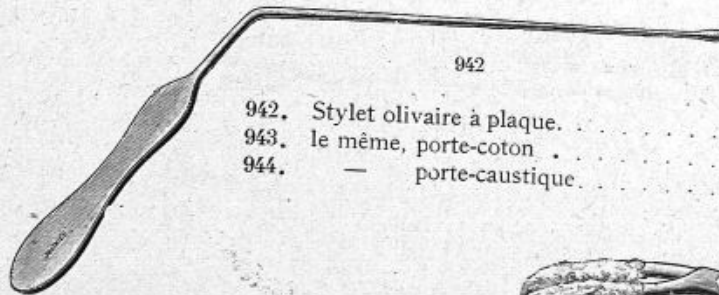 942
942. Stylet olivaire à plaque. . .
943. le même, porte-coton . . . . . .
944. — porte-caustique. . . . . .